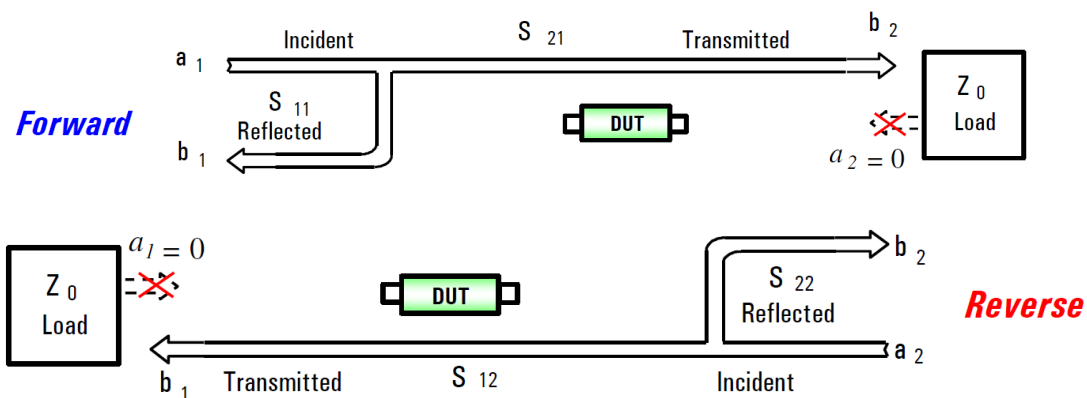 b 2
S 21
Incident
Transmitted
a 1
Z 0
Load
S 11
Reflected
Forward
DUT
b 1
a 2 = 0
a 1 = 0
b 2
Z 0
Load
DUT
S 22
Reflected
Reverse
a 2
b 1
Transmitted
S 12
Incident